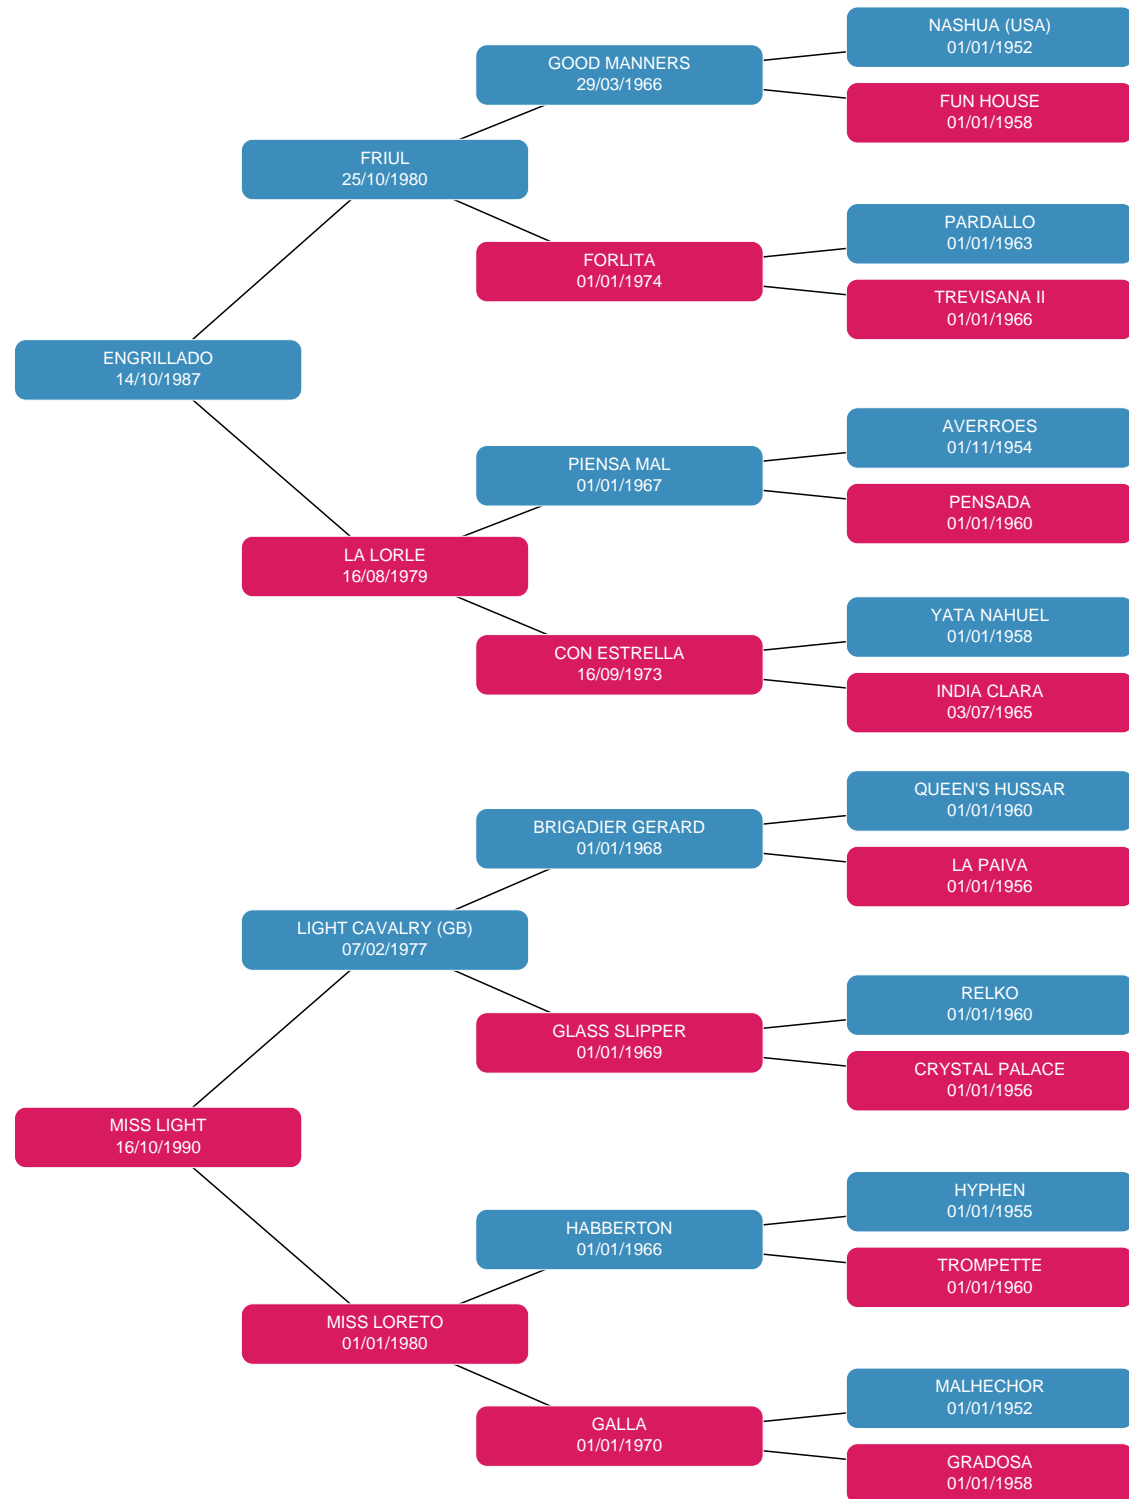 NASHUA (USA)
01/01/1952
GOOD MANNERS
29/03/1966
FUN HOUSE
01/01/1958
FRIUL
25/10/1980
PARDALLO
01/01/1963
FORLITA
01/01/1974
TREVISANA II
01/01/1966
ENGRILLADO
14/10/1987
AVERROES
01/11/1954
PIENSA MAL
01/01/1967
PENSADA
01/01/1960
LA LORLE
16/08/1979
YATA NAHUEL
01/01/1958
CON ESTRELLA
16/09/1973
INDIA CLARA
03/07/1965
QUEEN'S HUSSAR
01/01/1960
BRIGADIER GERARD
01/01/1968
LA PAIVA
01/01/1956
LIGHT CAVALRY (GB)
07/02/1977
RELKO
01/01/1960
GLASS SLIPPER
01/01/1969
CRYSTAL PALACE
01/01/1956
MISS LIGHT
16/10/1990
HYPHEN
01/01/1955
HABBERTON
01/01/1966
TROMPETTE
01/01/1960
MISS LORETO
01/01/1980
MALHECHOR
01/01/1952
GALLA
01/01/1970
GRADOSA
01/01/1958